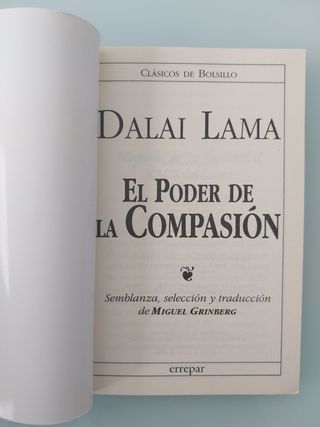 Clásicos de Bolsillo
Dalai Lama
El Poder de
la Compasión
Semblanza, selección y traducción
de Miguel Grinberg
errepar